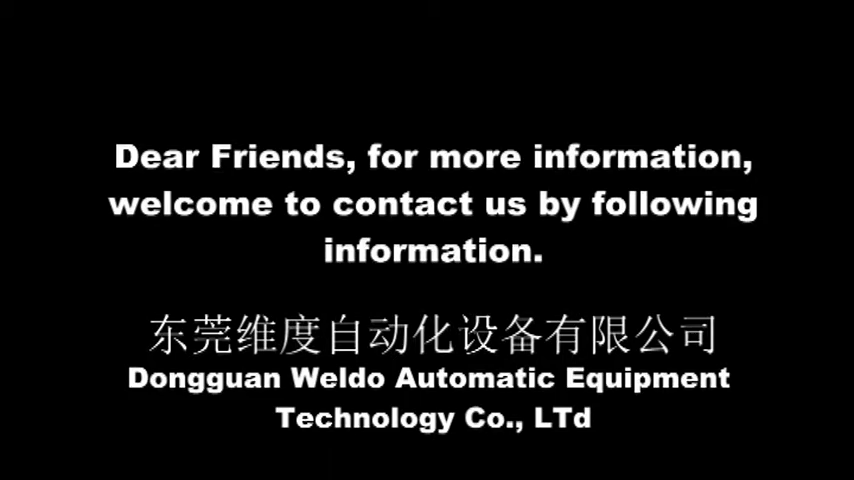 Dear Friends, for more information,
welcome to contact us by following
information.
东莞维度自动化设备有限公司
Dongguan Weldo Automatic Equipment
Technology Co., LTd